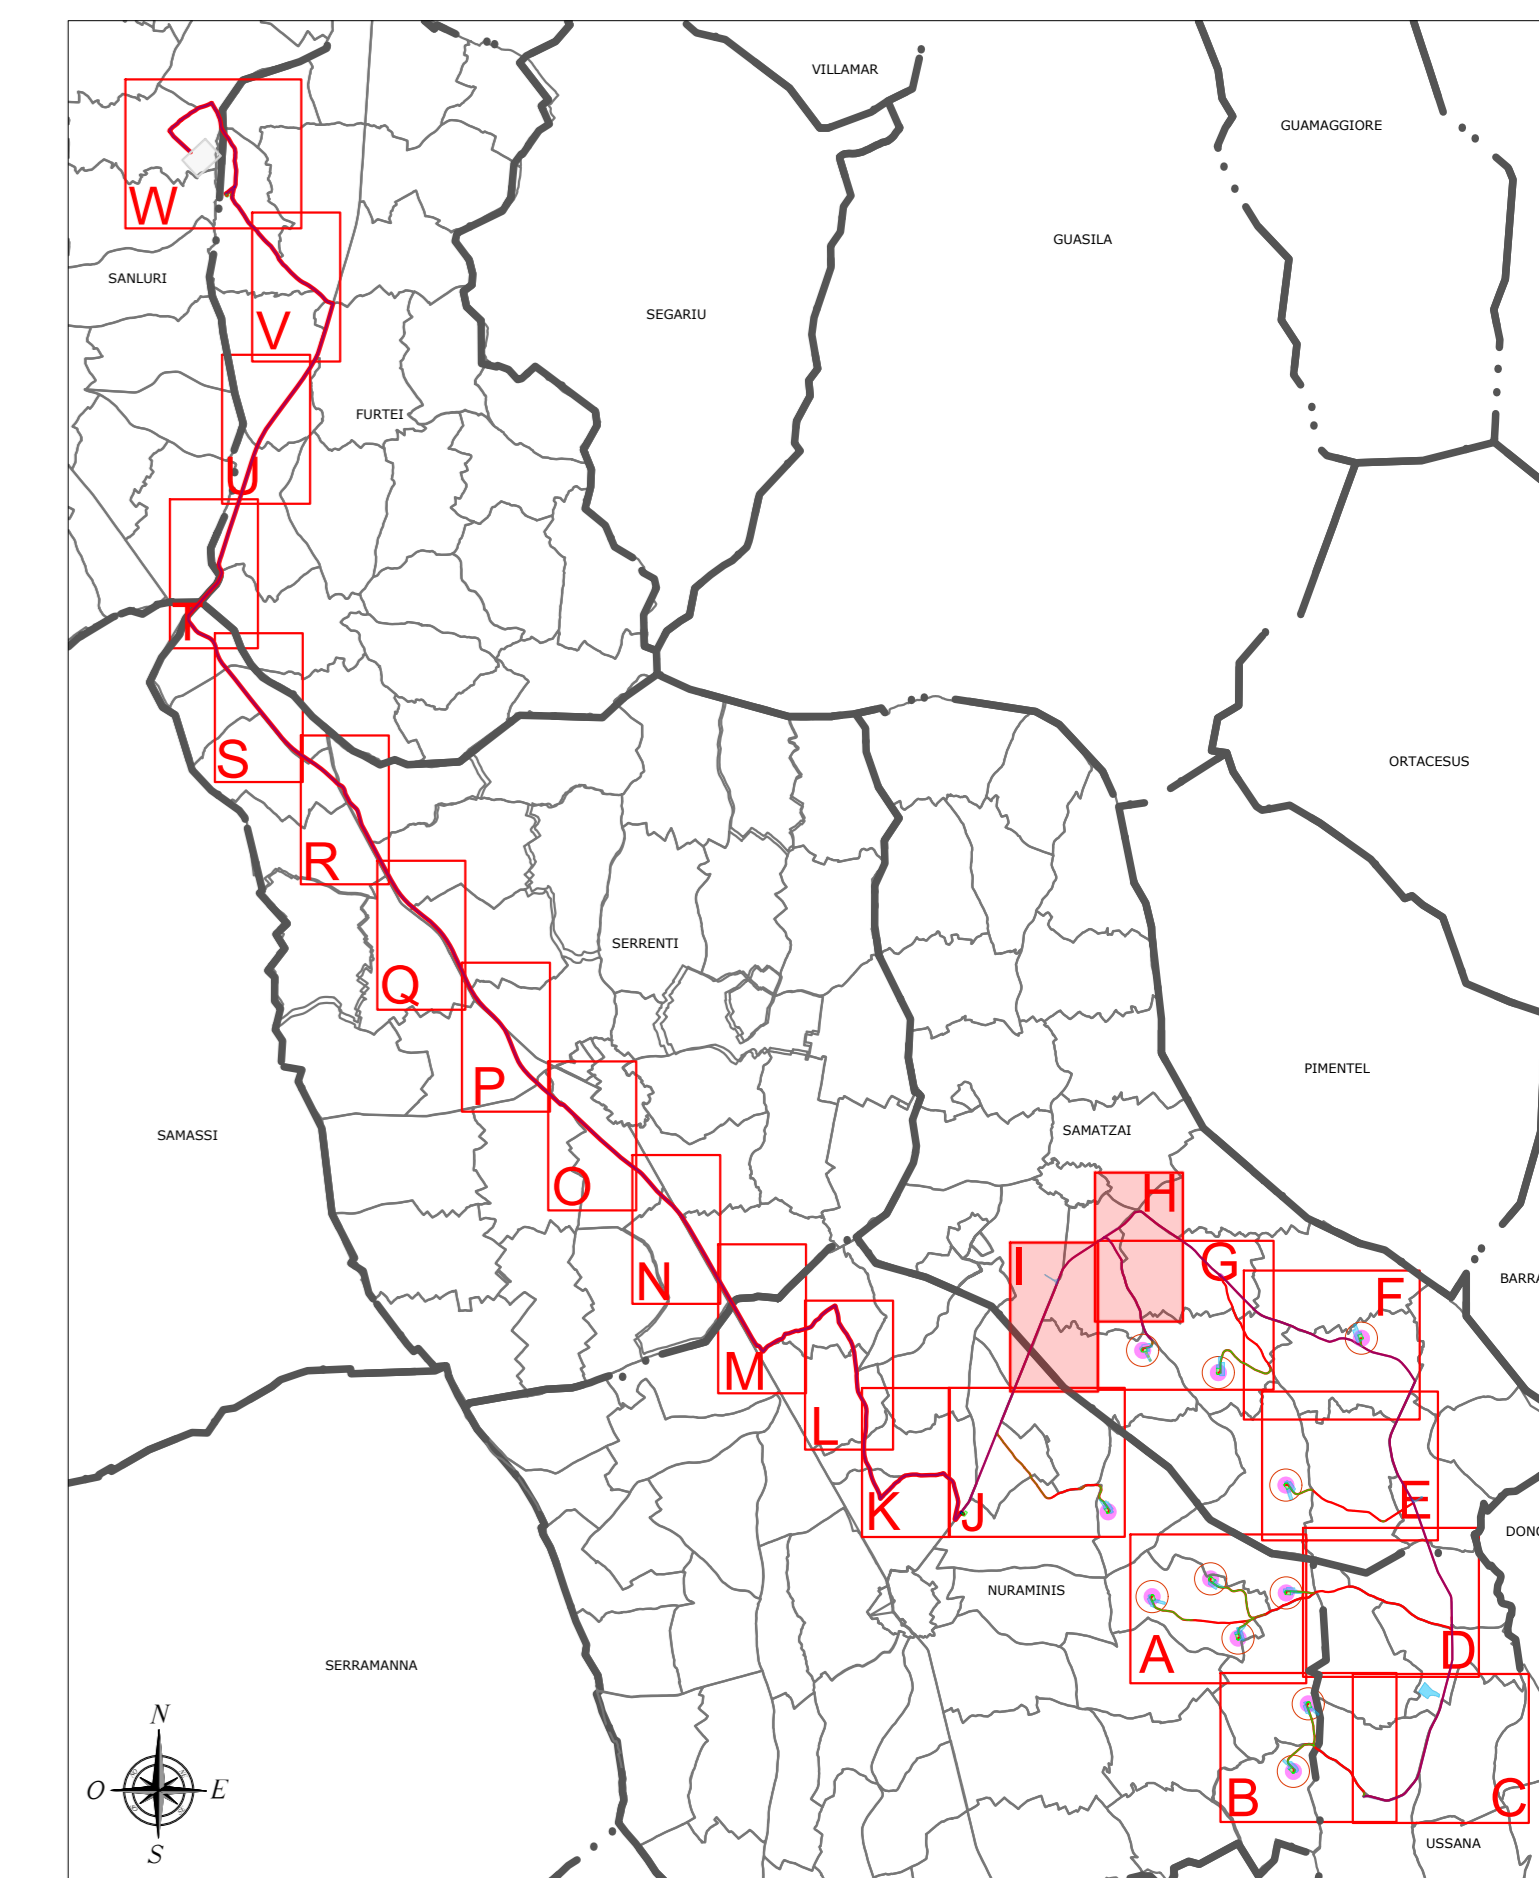 VILLAMAR
GUAMAGGIORE
W
GUASILA
SANLURI
SEGARIU
V
FURTEI
U
T
S
ORTACESUS
R
SERRENTI
Q
PIMENTEL
P
SAMATZAI
SAMASSI
O
H
I
G
N
F
BARRA
M
L
E
K
J
DONO
NURAMINIS
A
D
SERRAMANNA
N
O
E
S
B
C
USSANA